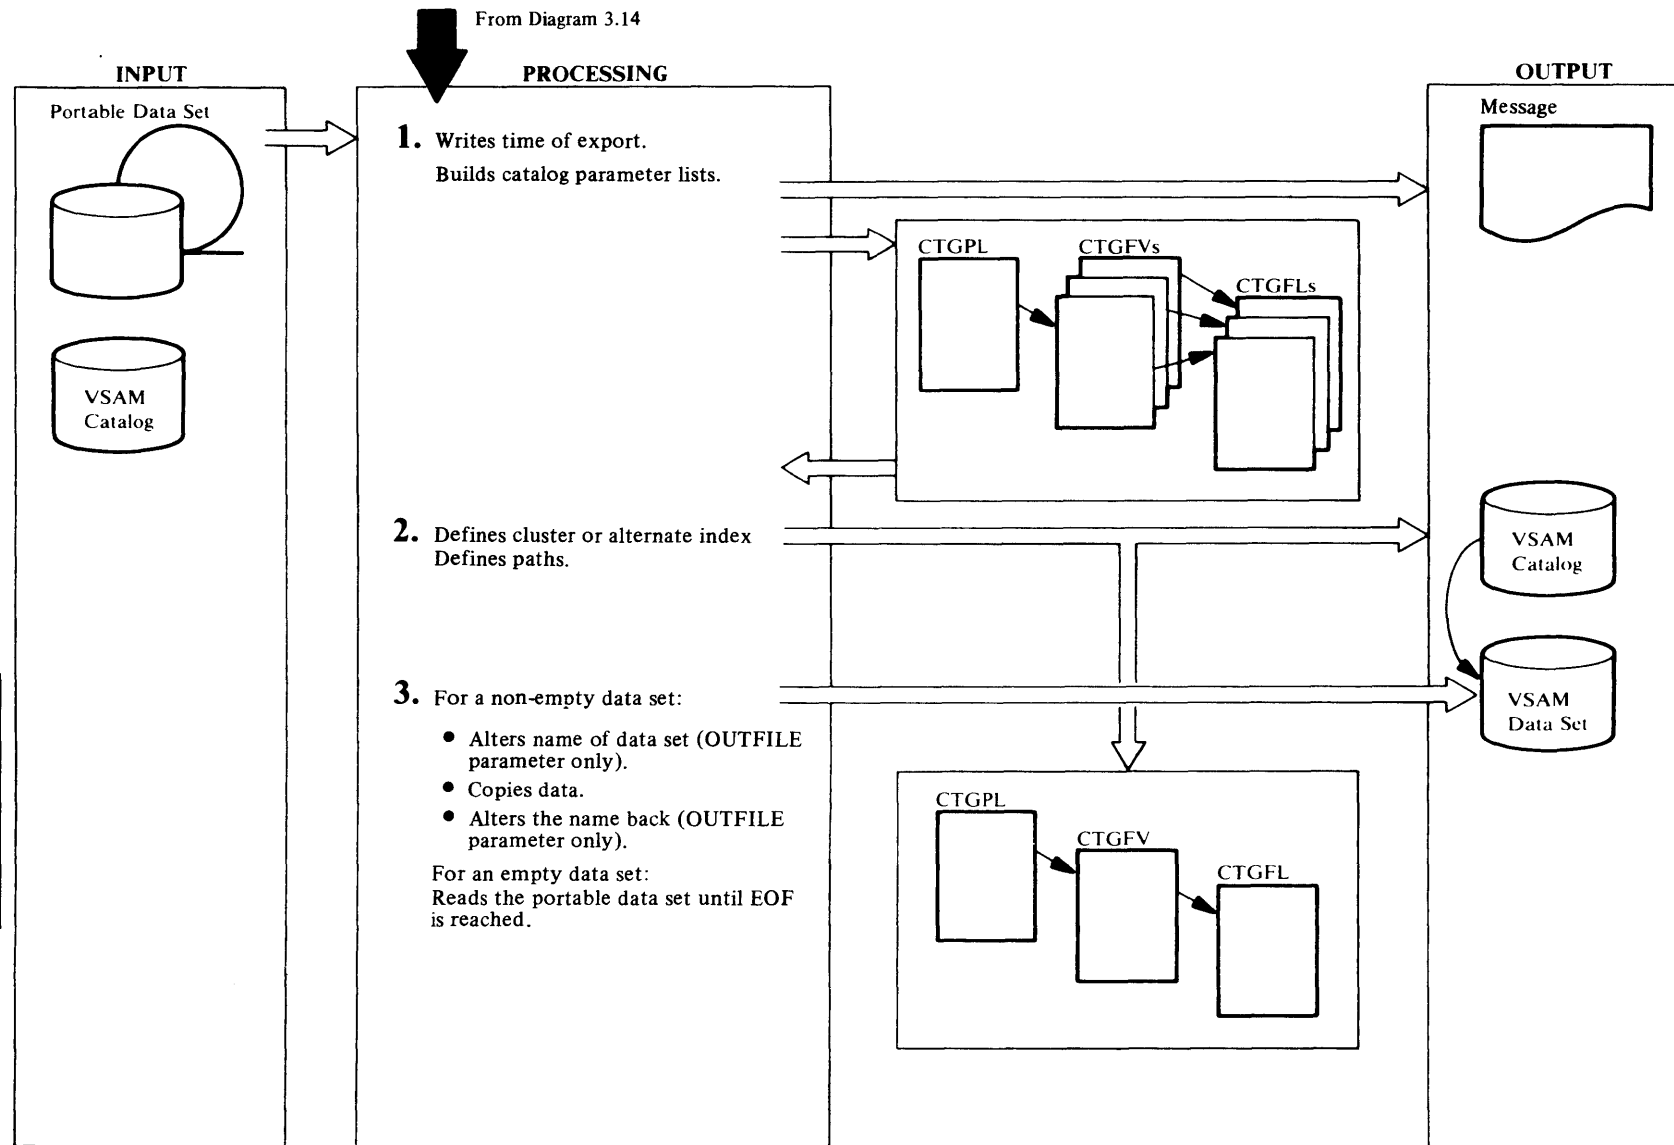 From Diagram 3.14
INPUT
PROCESSING
OUTPUT
Portable Data Set
VSAM
Catalog
1. Writes time of export.
Builds catalog parameter lists.
Message
CTGPL
CTGFVs
CTGFLs
2. Defines cluster or alternate index
Defines paths.
VSAM
Catalog
3. For a non-empty data set:
● Alters name of data set (OUTFILE
parameter only).
● Copies data.
● Alters the name back (OUTFILE
parameter only).
For an empty data set:
Reads the portable data set until EOF
is reached.
VSAM
Data Set
CTGPL
CTGFV
CTGFL